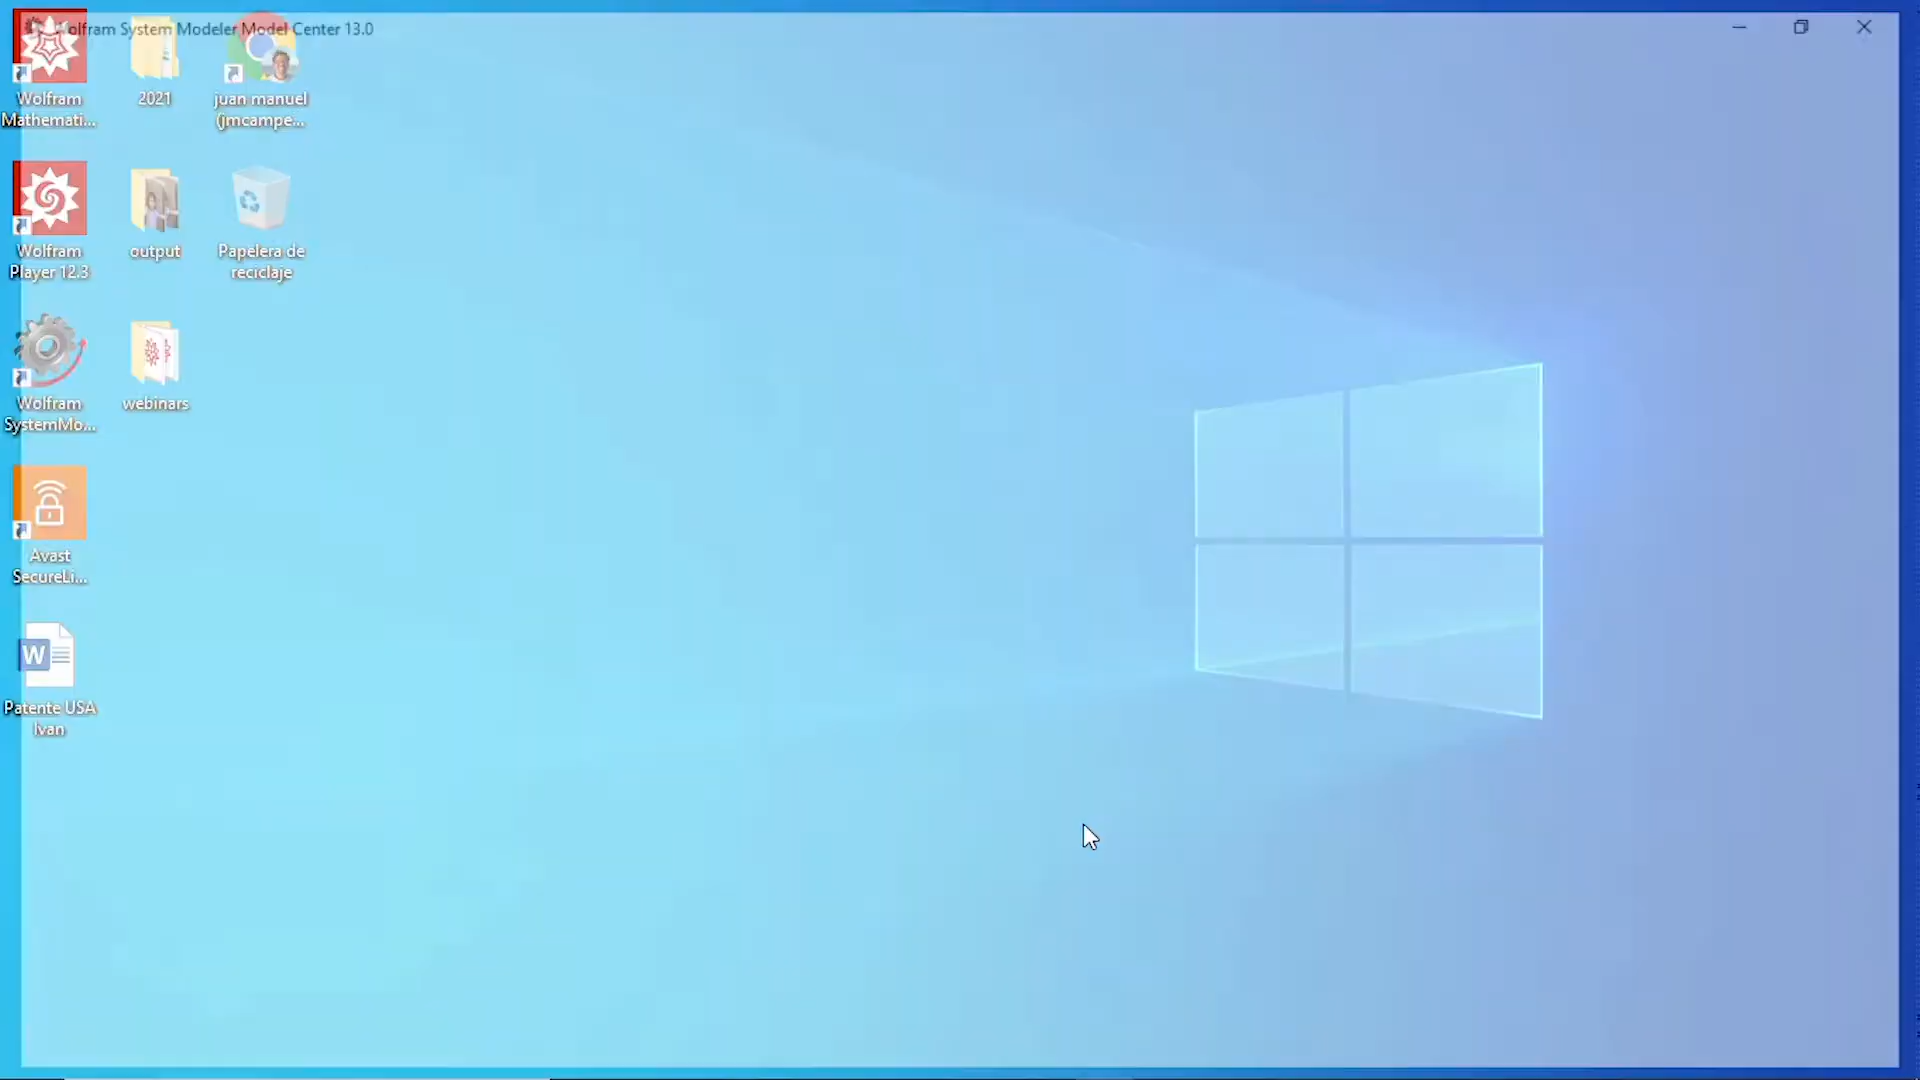 Wolfram System Modeler Model Center 13.0
Wolfram
Mathemati...
2021
juan manuel
(jmcampe...
Wolfram
Player 12.3
output
Papelera de
reciclaje
Wolfram
SystemMo...
webinars
Avast
SecureLi...
W
Patente USA
Ivan